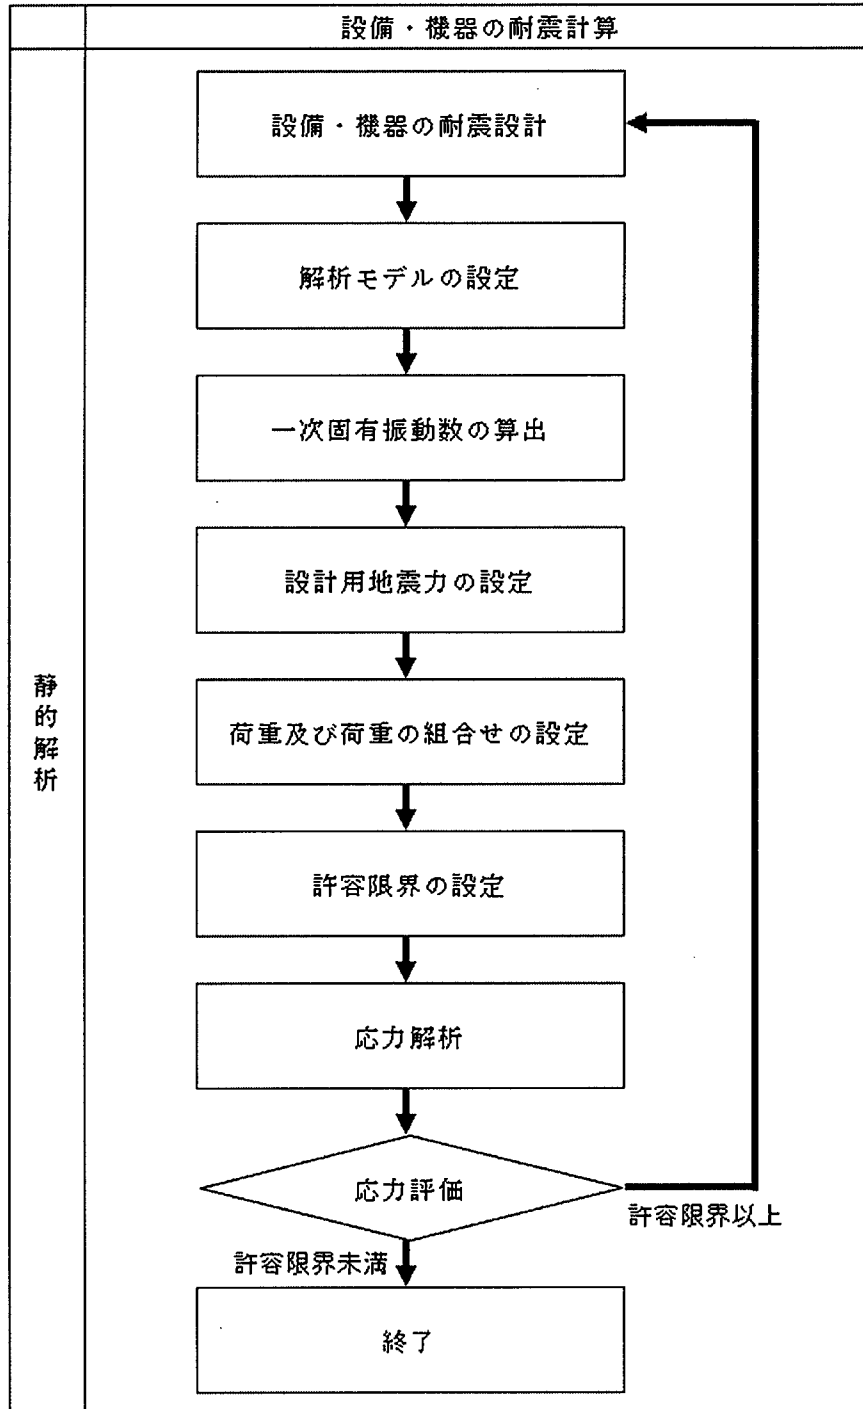 設備・機器の耐震計算
設備・機器の耐震設計
解析モデルの設定
一次固有振動数の算出
設計用地震力の設定
静的解析
荷重及び荷重の組合せの設定
許容限界の設定
応力解析
応力評価
許容限界以上
許容限界未満
終了